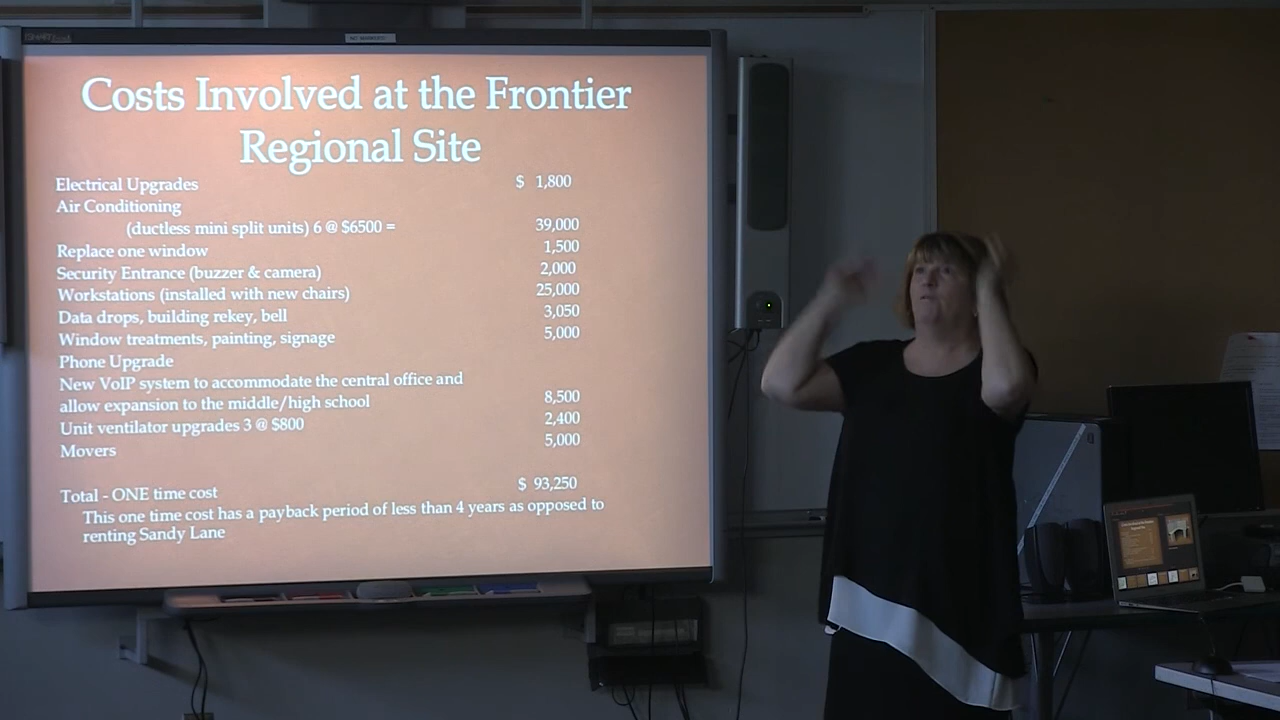 Costs Involved at the Frontier
Regional Site
Electrical Upgrades $ 1,800
Air Conditioning
(ductless mini split units) 6 @ $6500 = 39,000
Replace one window 1,500
Security Entrance (buzzer & camera) 2,000
Workstations (installed with new chairs) 25,000
Data drops, building rekey, bell 3,050
Window treatments, painting, signage 5,000
Phone Upgrade
New VoIP system to accommodate the central office and
allow expansion to the middle/high school 8,500
Unit ventilator upgrades 3 @ $800 2,400
Movers 5,000
Total - ONE time cost $ 93,250
This one time cost has a payback period of less than 4 years as opposed to
renting Sandy Lane